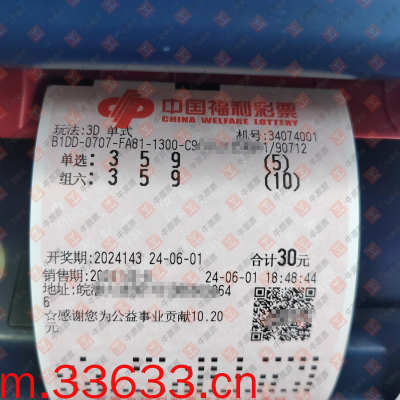 中国福利彩票
CHINA WELFARE LOTTERY
玩法:3D 单式
机号:34074001
B1DD-0707-FA81-1300-C9 1/90712
单选: 3 5 9 (5)
组六: 3 5 9 (10)
开奖期:2024143 24-06-01 合计30元
销售期:20 24-06-01 18:48:44
地址:皖 064
6
☆感谢您为公益事业贡献10.20
元
m.33633.cn